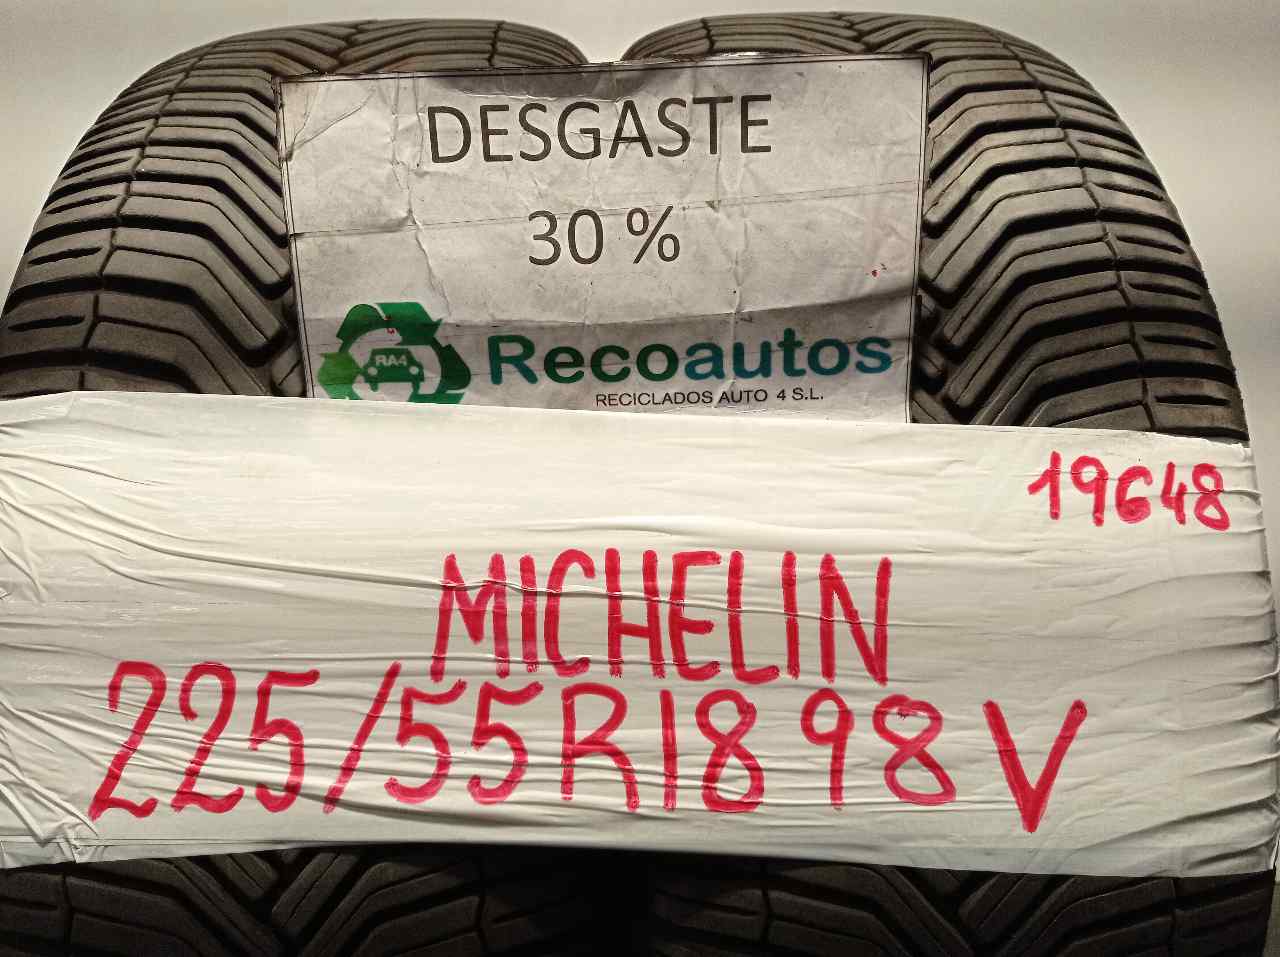 DESGASTE
30 %
RA4
Recoautos
RECICLADOS AUTO 4 S.L.
19648
MICHELIN
225/55R18 98 V